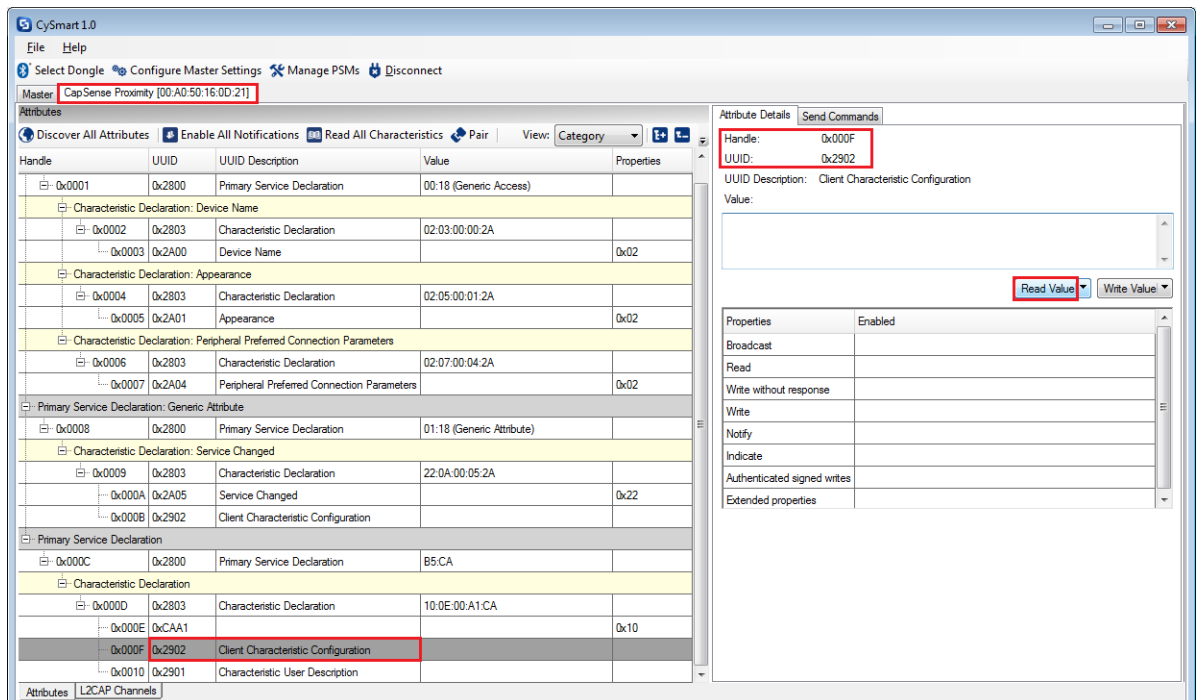 CySmart 1.0
File Help
Select Dongle Configure Master Settings Manage PSMs Disconnect
Master CapSense Proximity [00:A0:50:16:0D:21]
Attributes
Discover All Attributes Enable All Notifications Read All Characteristics Pair View: Category
Handle UUID UUID Description Value Properties
0x0001 0x2800 Primary Service Declaration 00:18 (Generic Access)
Characteristic Declaration: Device Name
0x0002 0x2803 Characteristic Declaration 02:03:00:00:2A
0x0003 0x2A00 Device Name 0x02
Characteristic Declaration: Appearance
0x0004 0x2803 Characteristic Declaration 02:05:00:01:2A
0x0005 0x2A01 Appearance 0x02
Characteristic Declaration: Peripheral Preferred Connection Parameters
0x0006 0x2803 Characteristic Declaration 02:07:00:04:2A
0x0007 0x2A04 Peripheral Preferred Connection Parameters 0x02
Primary Service Declaration: Generic Attribute
0x0008 0x2800 Primary Service Declaration 01:18 (Generic Attribute)
Characteristic Declaration: Service Changed
0x0009 0x2803 Characteristic Declaration 22:0A:00:05:2A
0x000A 0x2A05 Service Changed 0x22
0x000B 0x2902 Client Characteristic Configuration
Primary Service Declaration
0x000C 0x2800 Primary Service Declaration B5:CA
Characteristic Declaration
0x000D 0x2803 Characteristic Declaration 10:0E:00:A1:CA
0x000E 0xCAA1 0x10
0x000F 0x2902 Client Characteristic Configuration
0x0010 0x2901 Characteristic User Description
Attributes L2CAP Channels
Attribute Details Send Commands
Handle: 0x000F
UUID: 0x2902
UUID Description: Client Characteristic Configuration
Value:
Read Value Write Value
Properties Enabled
Broadcast
Read
Write without response
Write
Notify
Indicate
Authenticated signed writes
Extended properties